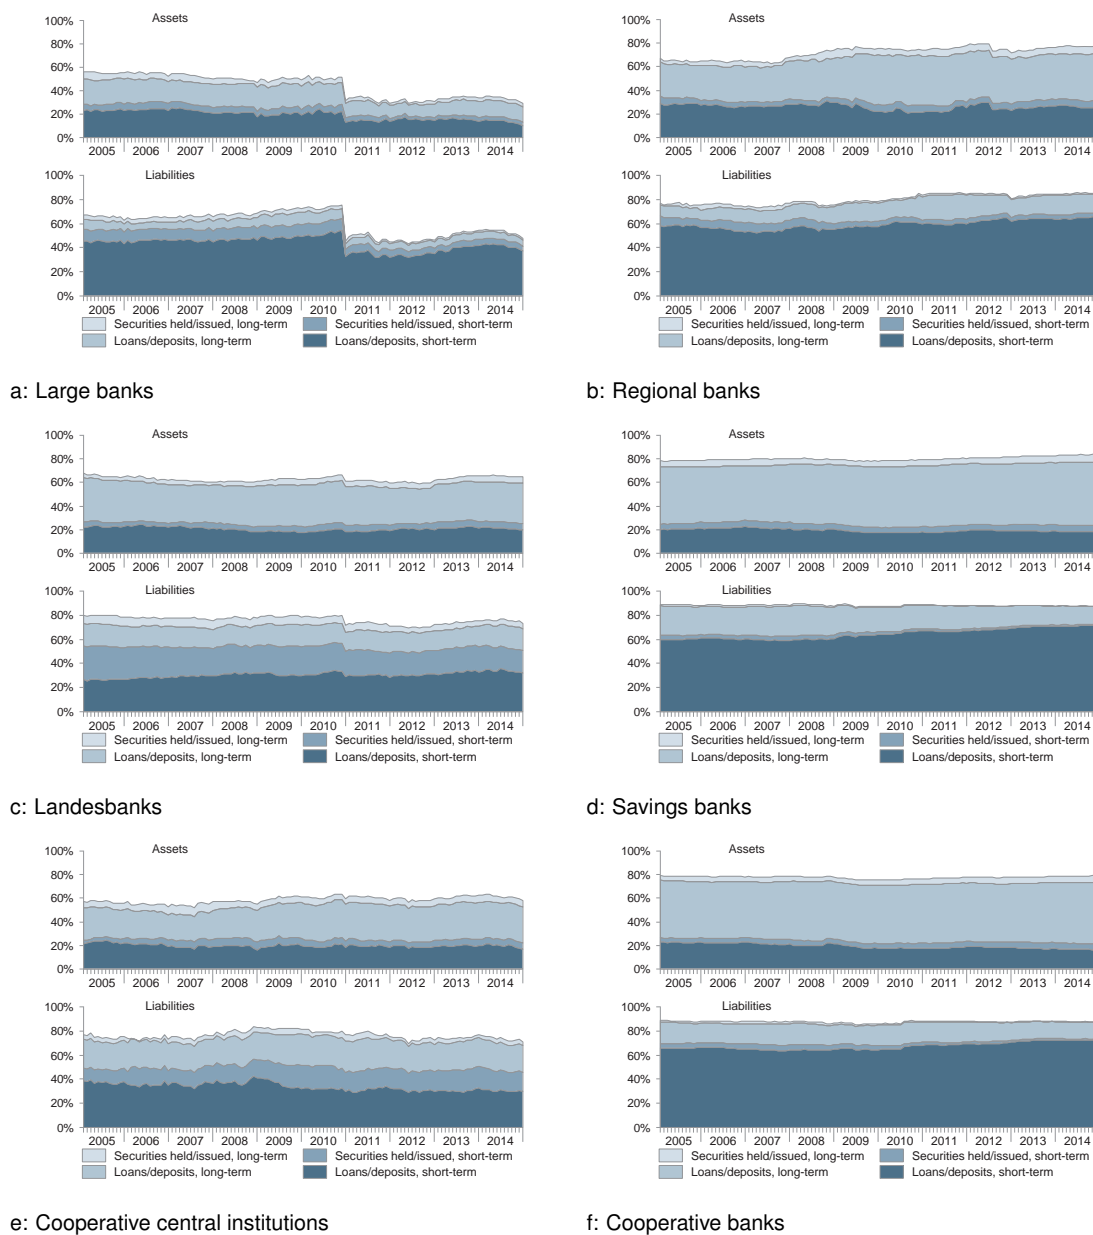 Assets
100%
80%
60%
40%
20%
0%
2005 2006 2007 2008 2009 2010 2011 2012 2013 2014
Liabilities
100%
80%
60%
40%
20%
0%
2005 2006 2007 2008 2009 2010 2011 2012 2013 2014
Securities held/issued, long-term Securities held/issued, short-term
Loans/deposits, long-term Loans/deposits, short-term
a: Large banks
Assets
100%
80%
60%
40%
20%
0%
2005 2006 2007 2008 2009 2010 2011 2012 2013 2014
Liabilities
100%
80%
60%
40%
20%
0%
2005 2006 2007 2008 2009 2010 2011 2012 2013 2014
Securities held/issued, long-term Securities held/issued, short-term
Loans/deposits, long-term Loans/deposits, short-term
b: Regional banks
Assets
100%
80%
60%
40%
20%
0%
2005 2006 2007 2008 2009 2010 2011 2012 2013 2014
Liabilities
100%
80%
60%
40%
20%
0%
2005 2006 2007 2008 2009 2010 2011 2012 2013 2014
Securities held/issued, long-term Securities held/issued, short-term
Loans/deposits, long-term Loans/deposits, short-term
c: Landesbanks
Assets
100%
80%
60%
40%
20%
0%
2005 2006 2007 2008 2009 2010 2011 2012 2013 2014
Liabilities
100%
80%
60%
40%
20%
0%
2005 2006 2007 2008 2009 2010 2011 2012 2013 2014
Securities held/issued, long-term Securities held/issued, short-term
Loans/deposits, long-term Loans/deposits, short-term
d: Savings banks
Assets
100%
80%
60%
40%
20%
0%
2005 2006 2007 2008 2009 2010 2011 2012 2013 2014
Liabilities
100%
80%
60%
40%
20%
0%
2005 2006 2007 2008 2009 2010 2011 2012 2013 2014
Securities held/issued, long-term Securities held/issued, short-term
Loans/deposits, long-term Loans/deposits, short-term
e: Cooperative central institutions
Assets
100%
80%
60%
40%
20%
0%
2005 2006 2007 2008 2009 2010 2011 2012 2013 2014
Liabilities
100%
80%
60%
40%
20%
0%
2005 2006 2007 2008 2009 2010 2011 2012 2013 2014
Securities held/issued, long-term Securities held/issued, short-term
Loans/deposits, long-term Loans/deposits, short-term
f: Cooperative banks